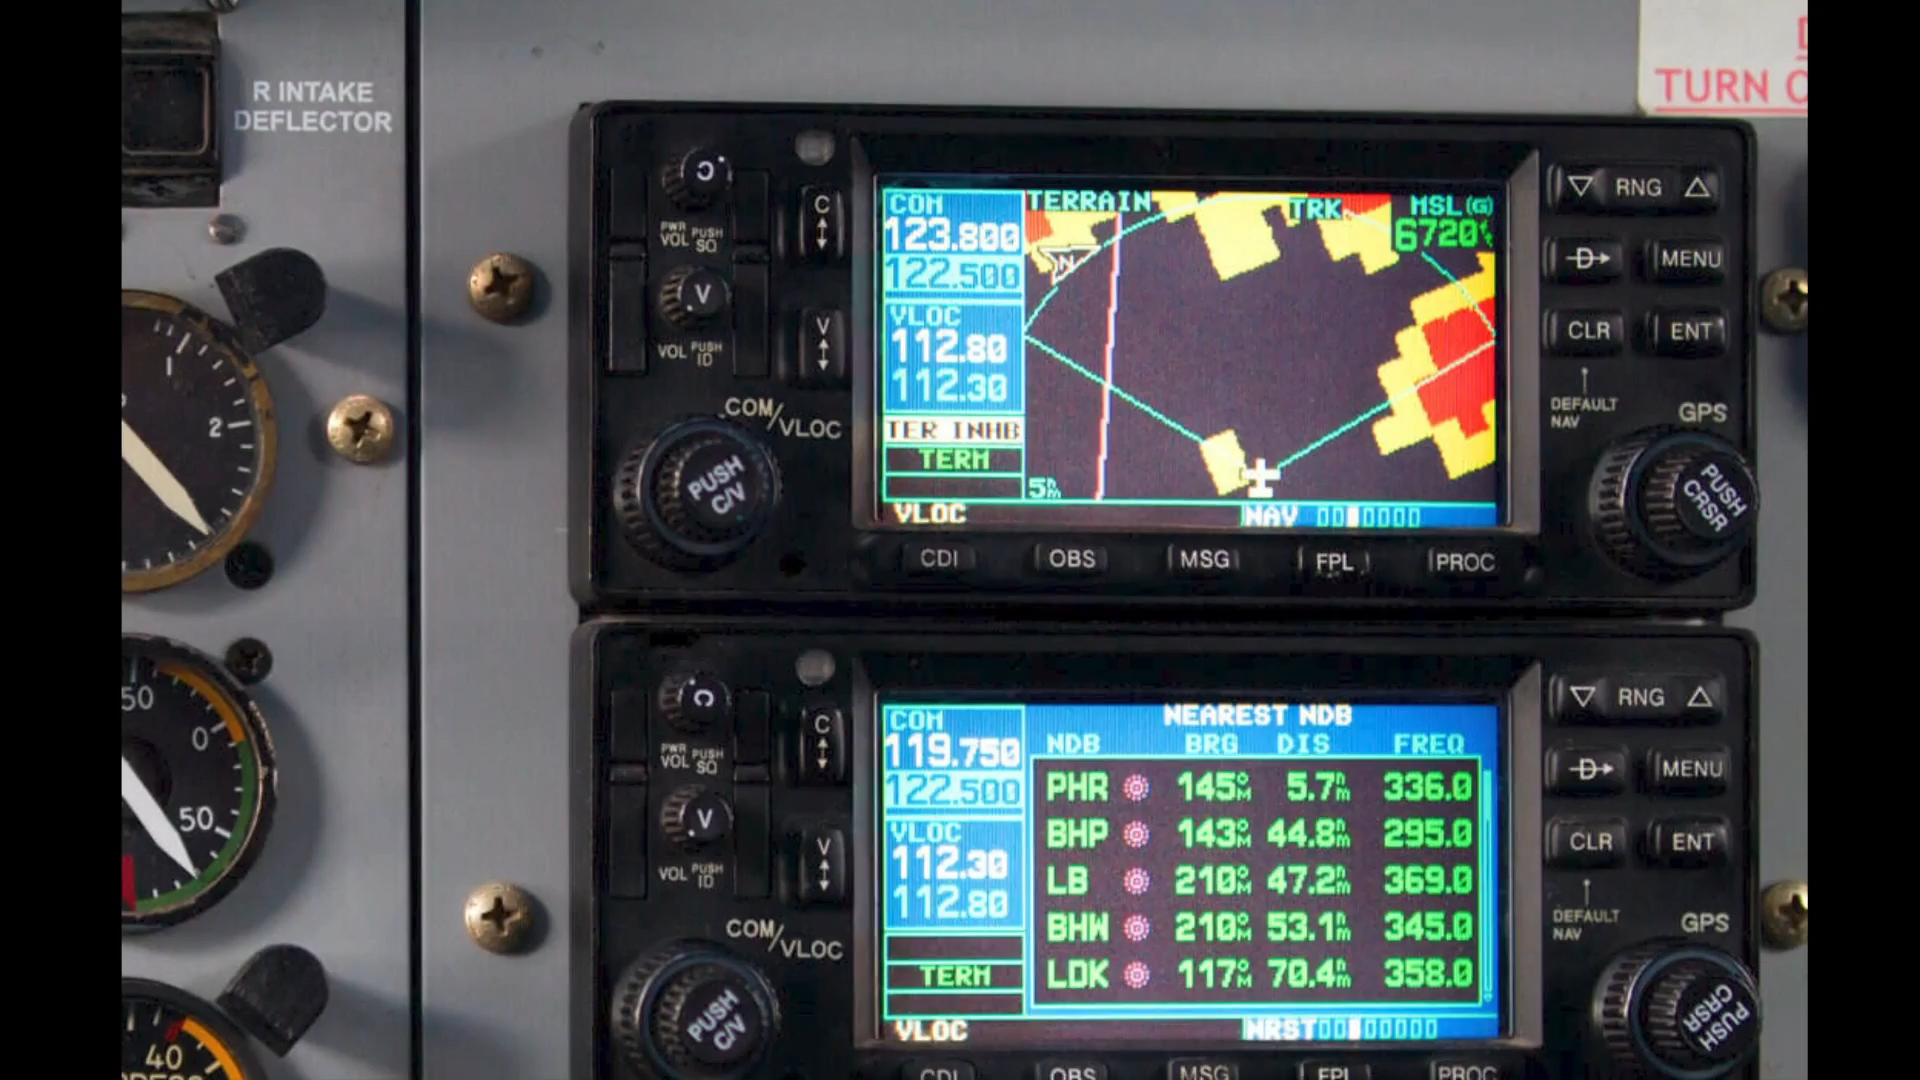 R INTAKE
DEFLECTOR
TURN
1
2
50
0
50
40
C
PWR
VOL
PUSH
SQ
V
VOL
PUSH
ID
C
V
COM/VLOC
PUSH
C/V
COM
123.800
122.500
VLOC
112.80
112.30
TER INHB
TERM
VLOC
TERRAIN
TRK
MSL(G)
6720
N
5nm
NAV
CDI OBS MSG FPL PROC
RNG
D
MENU
CLR
ENT
DEFAULT
NAV
GPS
PUSH
CRSR
C
PWR
VOL
PUSH
SQ
V
VOL
PUSH
ID
C
V
COM/VLOC
PUSH
C/V
COM
119.750
122.500
VLOC
112.30
112.80
TERM
VLOC
NEAREST NDB
NDB BRG DIS FREQ
PHR 145°M 5.7nm 336.0
BHP 143°M 44.8nm 295.0
LB 210°M 47.2nm 369.0
BHW 210°M 53.1nm 345.0
LDK 117°M 70.4nm 358.0
NRST
CDI OBS MSG FPL PROC
RNG
D
MENU
CLR
ENT
DEFAULT
NAV
GPS
PUSH
CRSR